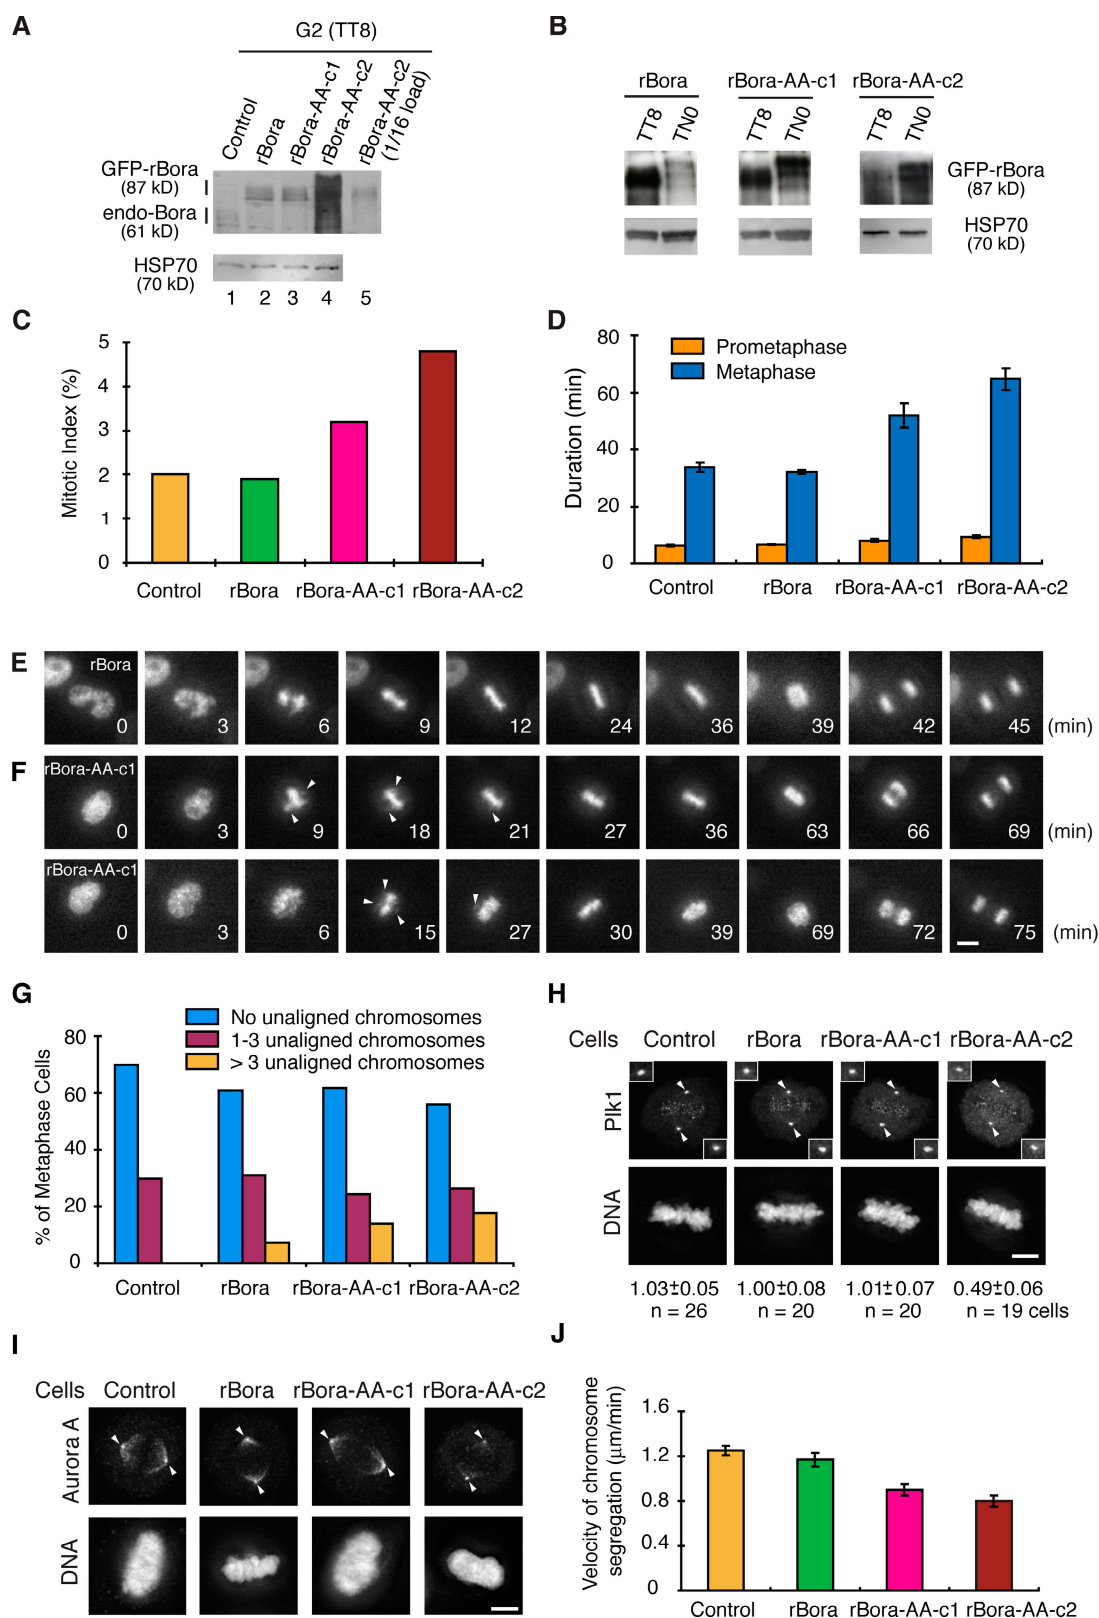 A
G2 (TT8)
Control
rBora
rBora-AA-c1
rBora-AA-c2
rBora-AA-c2
(1/16 load)
GFP-rBora
(87 kD)
endo-Bora
(61 kD)
HSP70
(70 kD)
1 2 3 4 5
B
rBora rBora-AA-c1 rBora-AA-c2
TT8 TN0 TT8 TN0 TT8 TN0
GFP-rBora
(87 kD)
HSP70
(70 kD)
C
Mitotic Index (%)
5
4
3
2
1
0
Control rBora rBora-AA-c1 rBora-AA-c2
D
Duration (min)
80
60
40
20
0
Prometaphase
Metaphase
Control rBora rBora-AA-c1 rBora-AA-c2
E
rBora
0 3 6 9 12 24 36 39 42 45 (min)
F
rBora-AA-c1
0 3 9 18 21 27 36 63 66 69 (min)
rBora-AA-c1
0 3 6 15 27 30 39 69 72 75 (min)
G
No unaligned chromosomes
1-3 unaligned chromosomes
> 3 unaligned chromosomes
% of Metaphase Cells
80
60
40
20
0
Control rBora rBora-AA-c1 rBora-AA-c2
H
Cells Control rBora rBora-AA-c1 rBora-AA-c2
Plk1
DNA
1.03±0.05 1.00±0.08 1.01±0.07 0.49±0.06
n = 26 n = 20 n = 20 n = 19 cells
I
Cells Control rBora rBora-AA-c1 rBora-AA-c2
Aurora A
DNA
J
Velocity of chromosome
segregation (μm/min)
1.6
1.2
0.8
0.4
0
Control rBora rBora-AA-c1 rBora-AA-c2